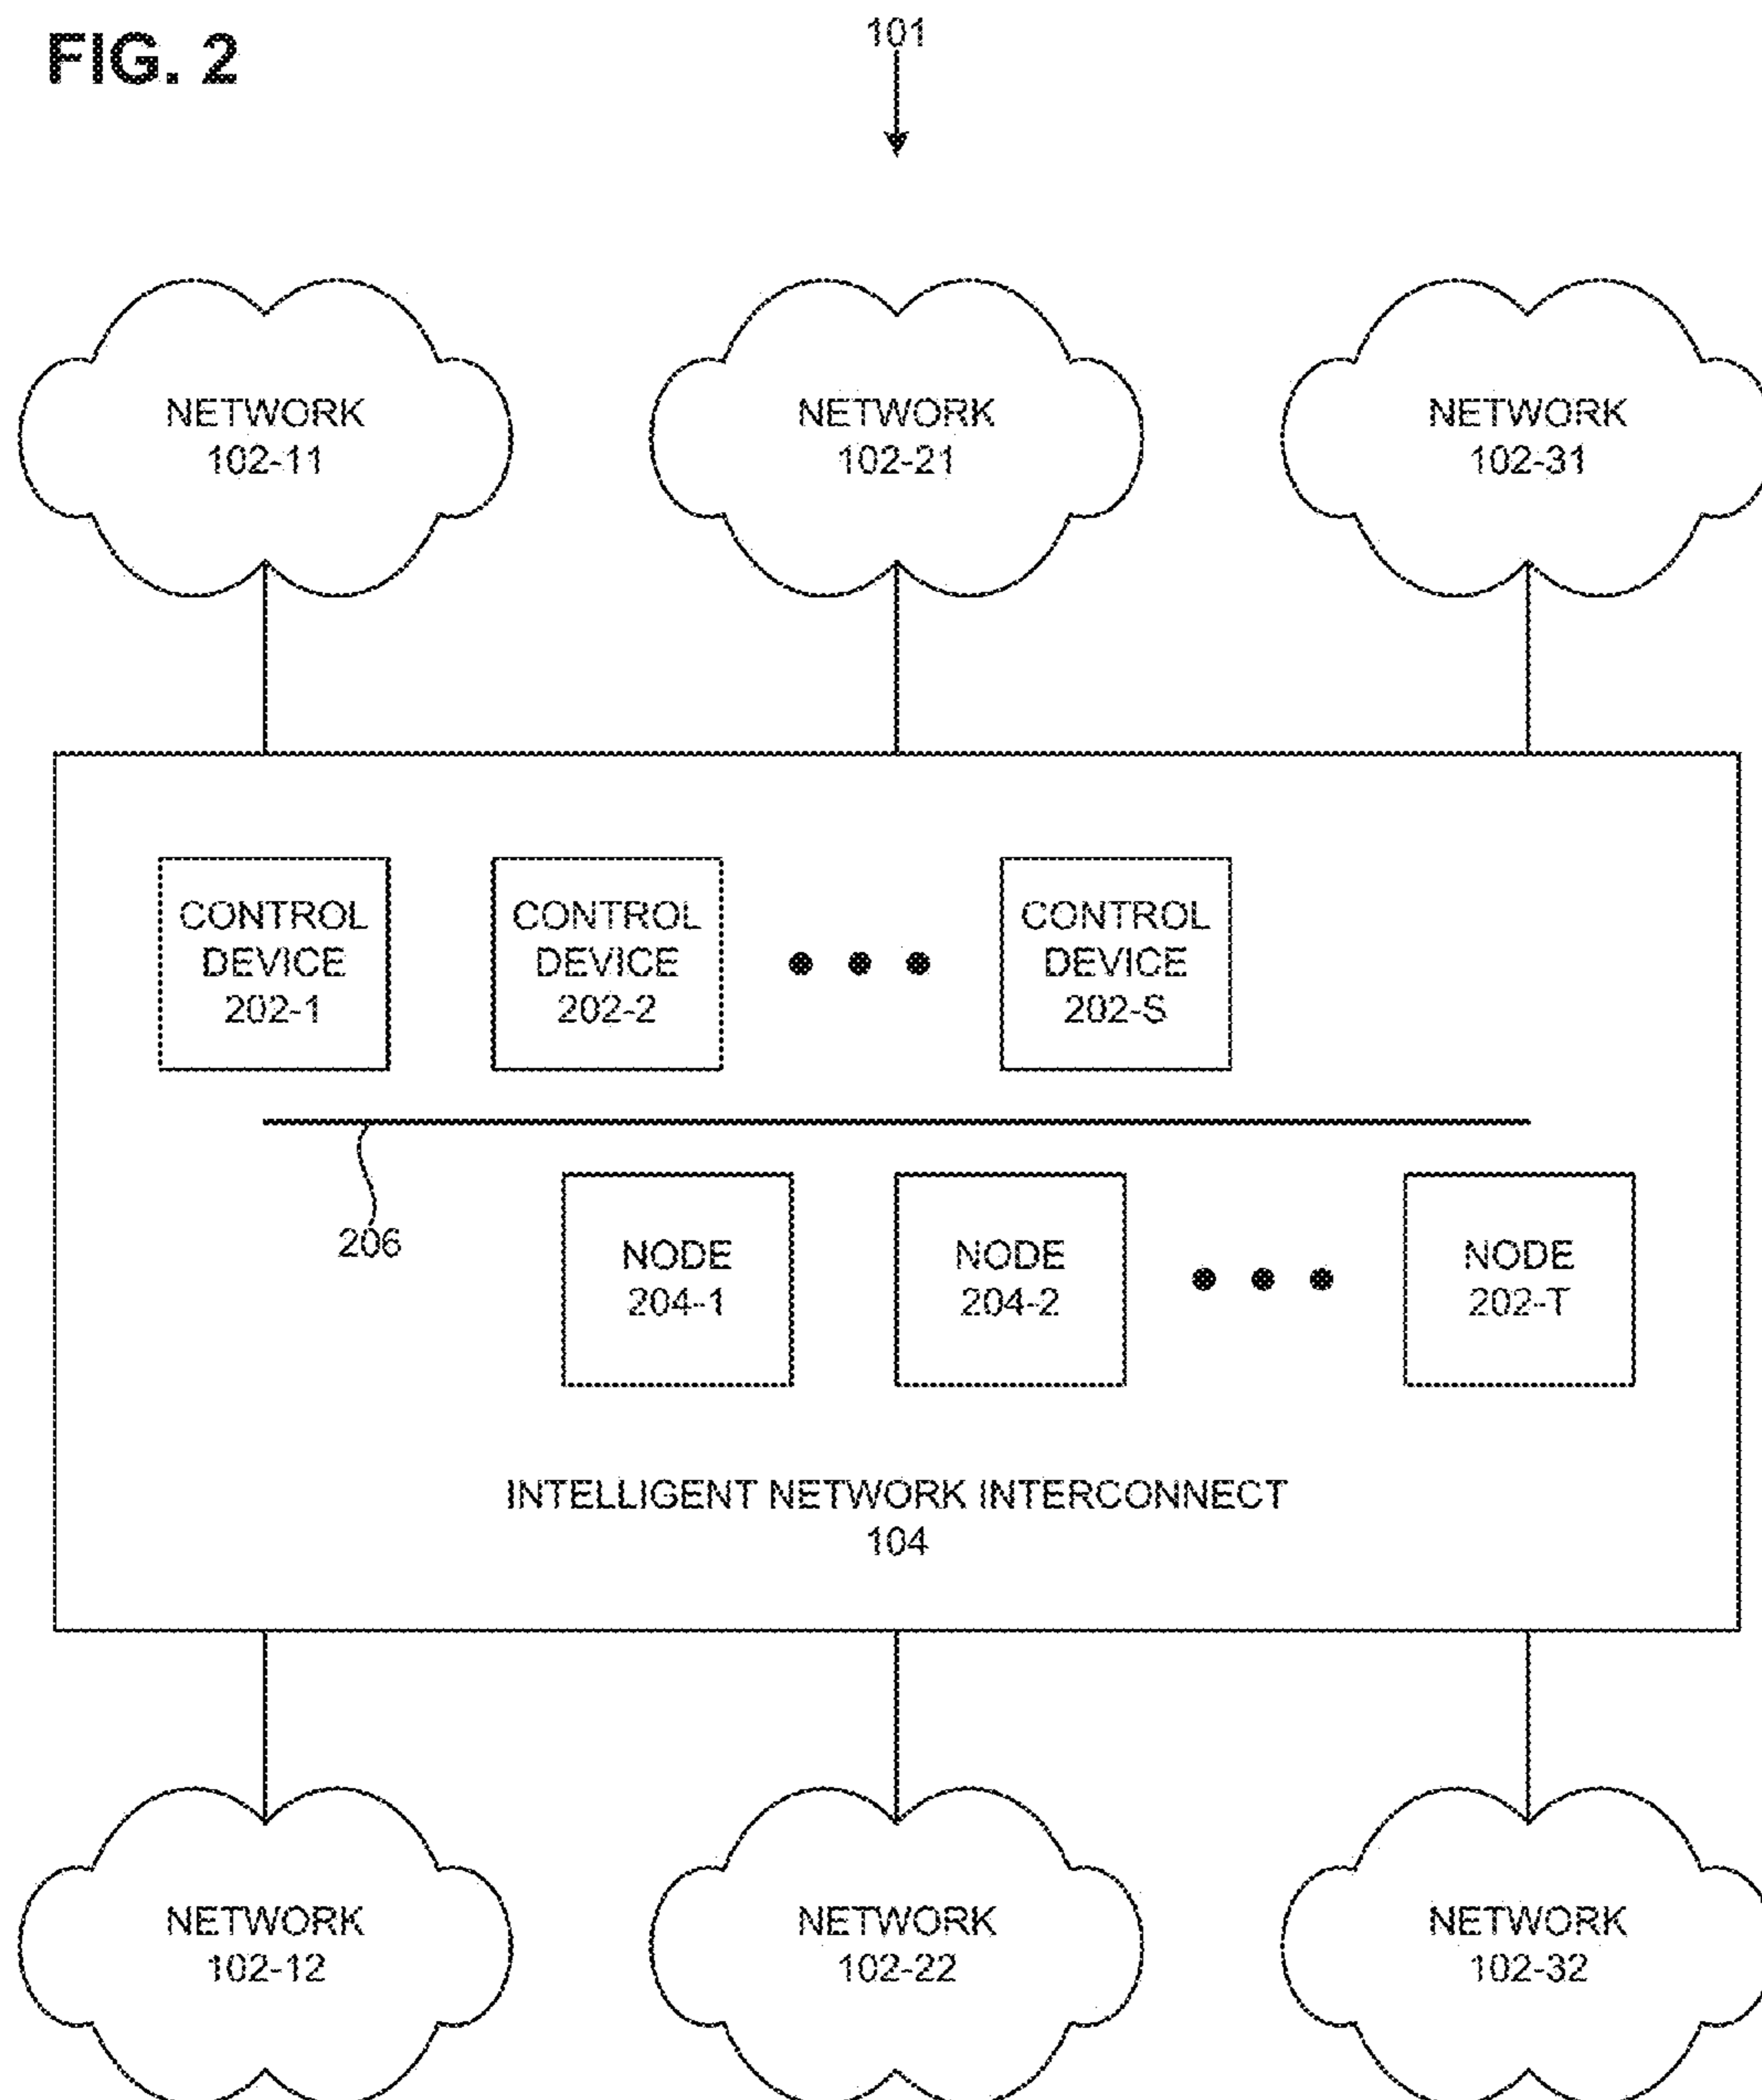 FIG. 2
101
NETWORK
102-11
NETWORK
102-21
NETWORK
102-31
CONTROL
DEVICE
202-1
CONTROL
DEVICE
202-2
CONTROL
DEVICE
202-S
206
NODE
204-1
NODE
204-2
NODE
202-T
INTELLIGENT NETWORK INTERCONNECT
104
NETWORK
102-12
NETWORK
102-22
NETWORK
102-32